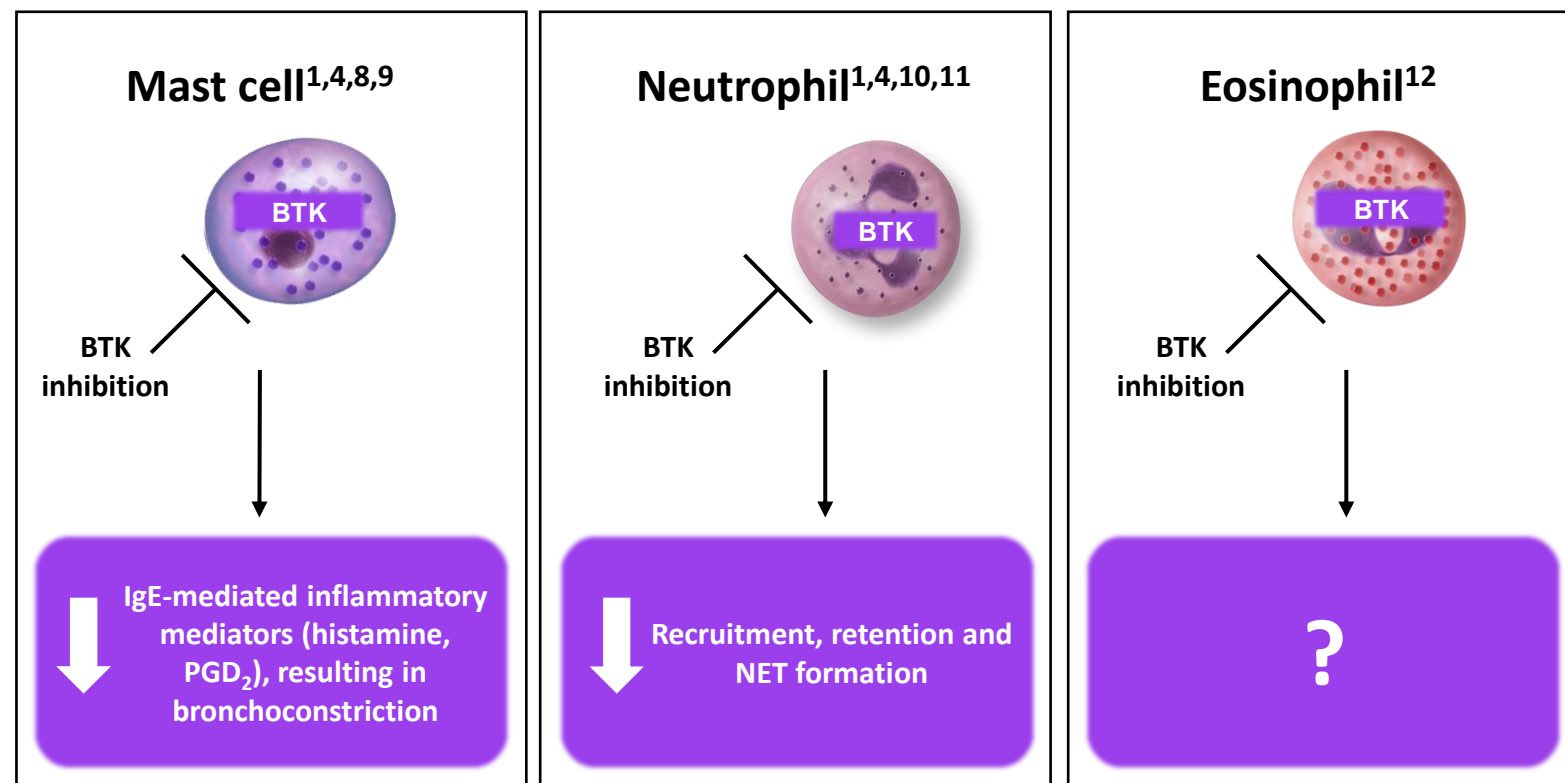 Mast cell1,4,8,9
BTK
BTK
inhibition
IgE-mediated inflammatory
mediators (histamine,
PGD2), resulting in
bronchoconstriction
Neutrophil1,4,10,11
BTK
BTK
inhibition
Recruitment, retention and
NET formation
Eosinophil12
BTK
BTK
inhibition
?